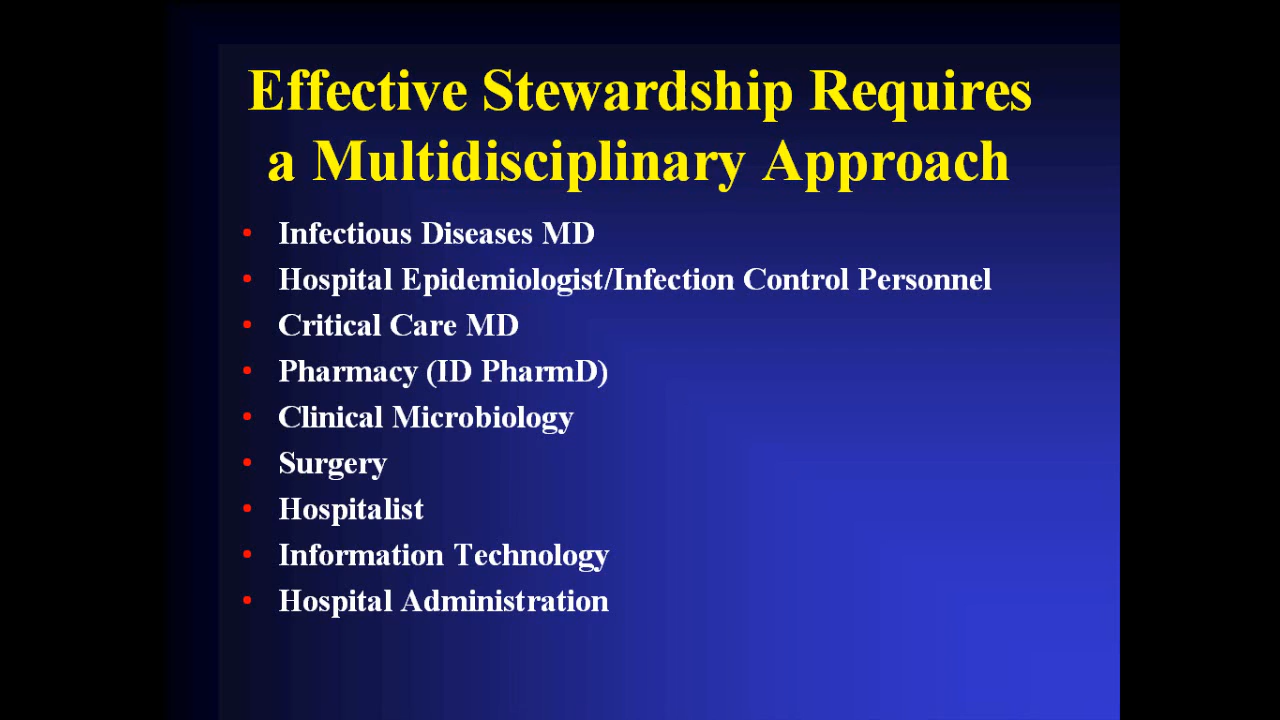 Effective Stewardship Requires
a Multidisciplinary Approach
• Infectious Diseases MD
• Hospital Epidemiologist/Infection Control Personnel
• Critical Care MD
• Pharmacy (ID PharmD)
• Clinical Microbiology
• Surgery
• Hospitalist
• Information Technology
• Hospital Administration